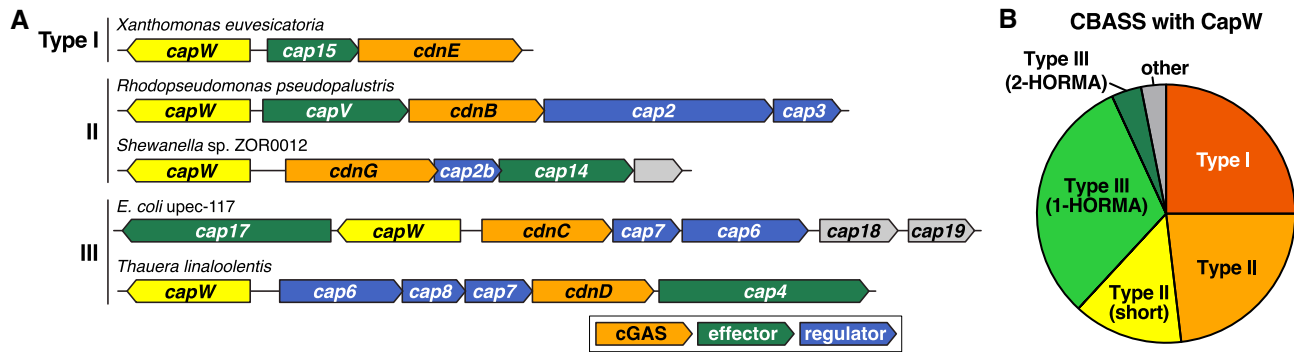 A
Type I
Xanthomonas euvesicatoria
capW cap15 cdnE
II
Rhodopseudomonas pseudopalustris
capW capV cdnB cap2 cap3
Shewanella sp. ZOR0012
capW cdnG cap2b cap14
III
E. coli upec-117
cap17 capW cdnC cap7 cap6 cap18 cap19
Thauera linaloolentis
capW cap6 cap8 cap7 cdnD cap4
cGAS effector regulator
B
CBASS with CapW
Type III
(2-HORMA)
other
Type I
Type III
(1-HORMA)
Type II
Type II
(short)